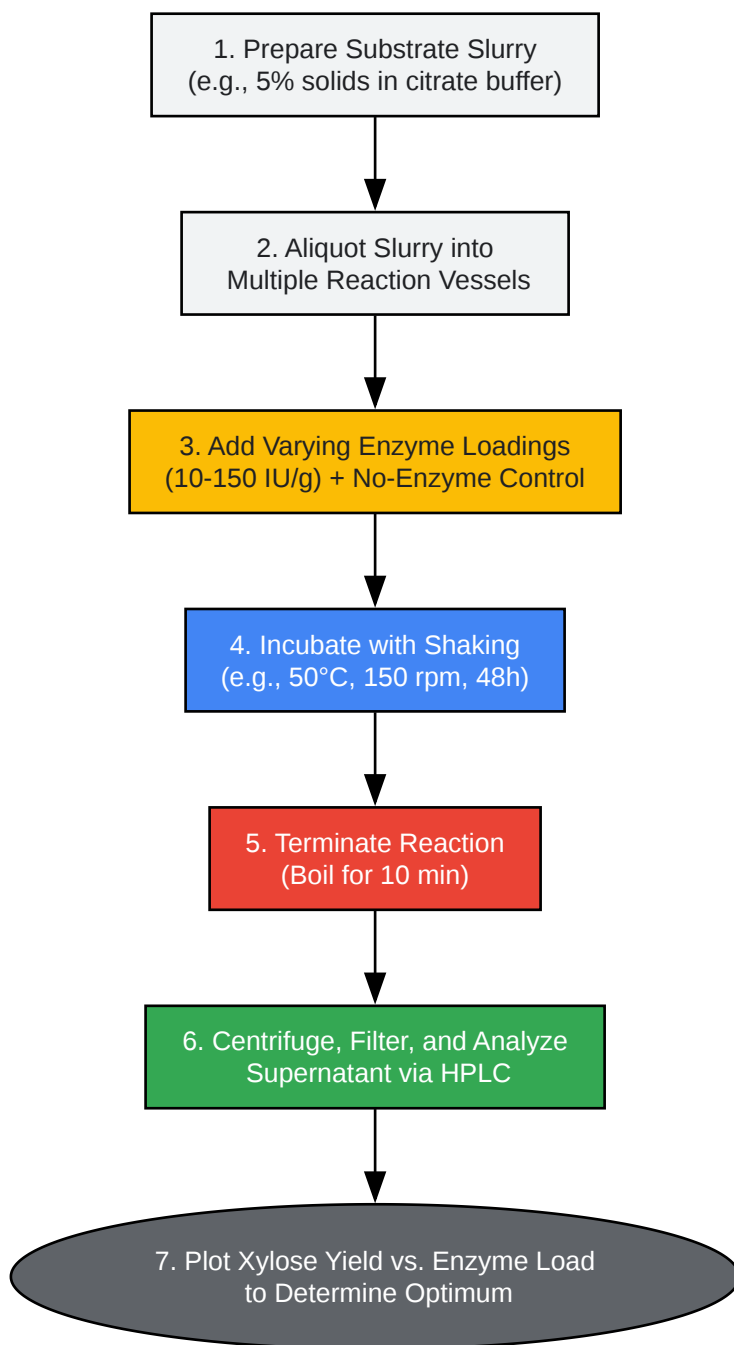 1. Prepare Substrate Slurry
(e.g., 5% solids in citrate buffer)
2. Aliquot Slurry into
Multiple Reaction Vessels
3. Add Varying Enzyme Loadings
(10-150 IU/g) + No-Enzyme Control
4. Incubate with Shaking
(e.g., 50°C, 150 rpm, 48h)
5. Terminate Reaction
(Boil for 10 min)
6. Centrifuge, Filter, and Analyze
Supernatant via HPLC
7. Plot Xylose Yield vs. Enzyme Load
to Determine Optimum